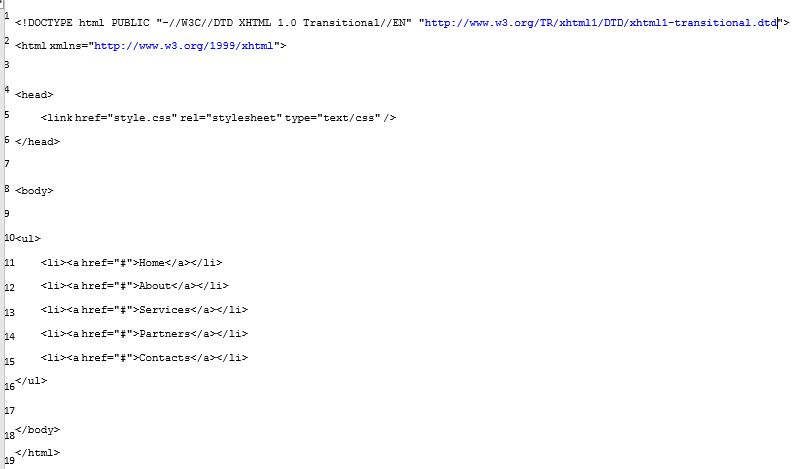 1 <!DOCTYPE html PUBLIC "-//W3C//DTD XHTML 1.0 Transitional//EN" "http://www.w3.org/TR/xhtml1/DTD/xhtml1-transitional.dtd">
2 <html xmlns="http://www.w3.org/1999/xhtml">
3
4 <head>
5 <link href="style.css" rel="stylesheet" type="text/css" />
6 </head>
7
8 <body>
9
10 <ul>
11 <li><a href="#">Home</a></li>
12 <li><a href="#">About</a></li>
13 <li><a href="#">Services</a></li>
14 <li><a href="#">Partners</a></li>
15 <li><a href="#">Contacts</a></li>
16 </ul>
17
18 </body>
19 </html>